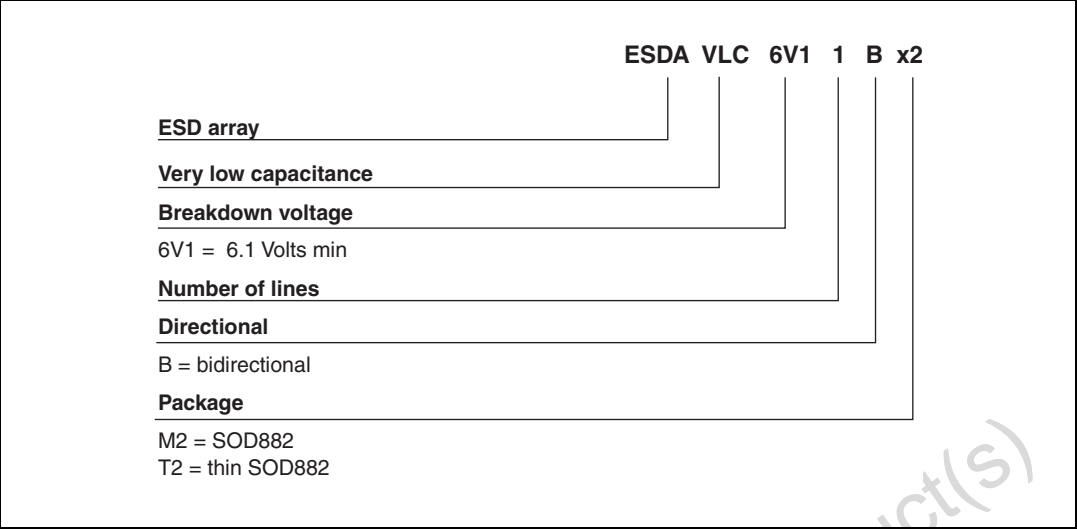 ESDA VLC 6V1 1 B x2
ESD array
Very low capacitance
Breakdown voltage
6V1 = 6.1 Volts min
Number of lines
Directional
B = bidirectional
Package
M2 = SOD882
T2 = thin SOD882